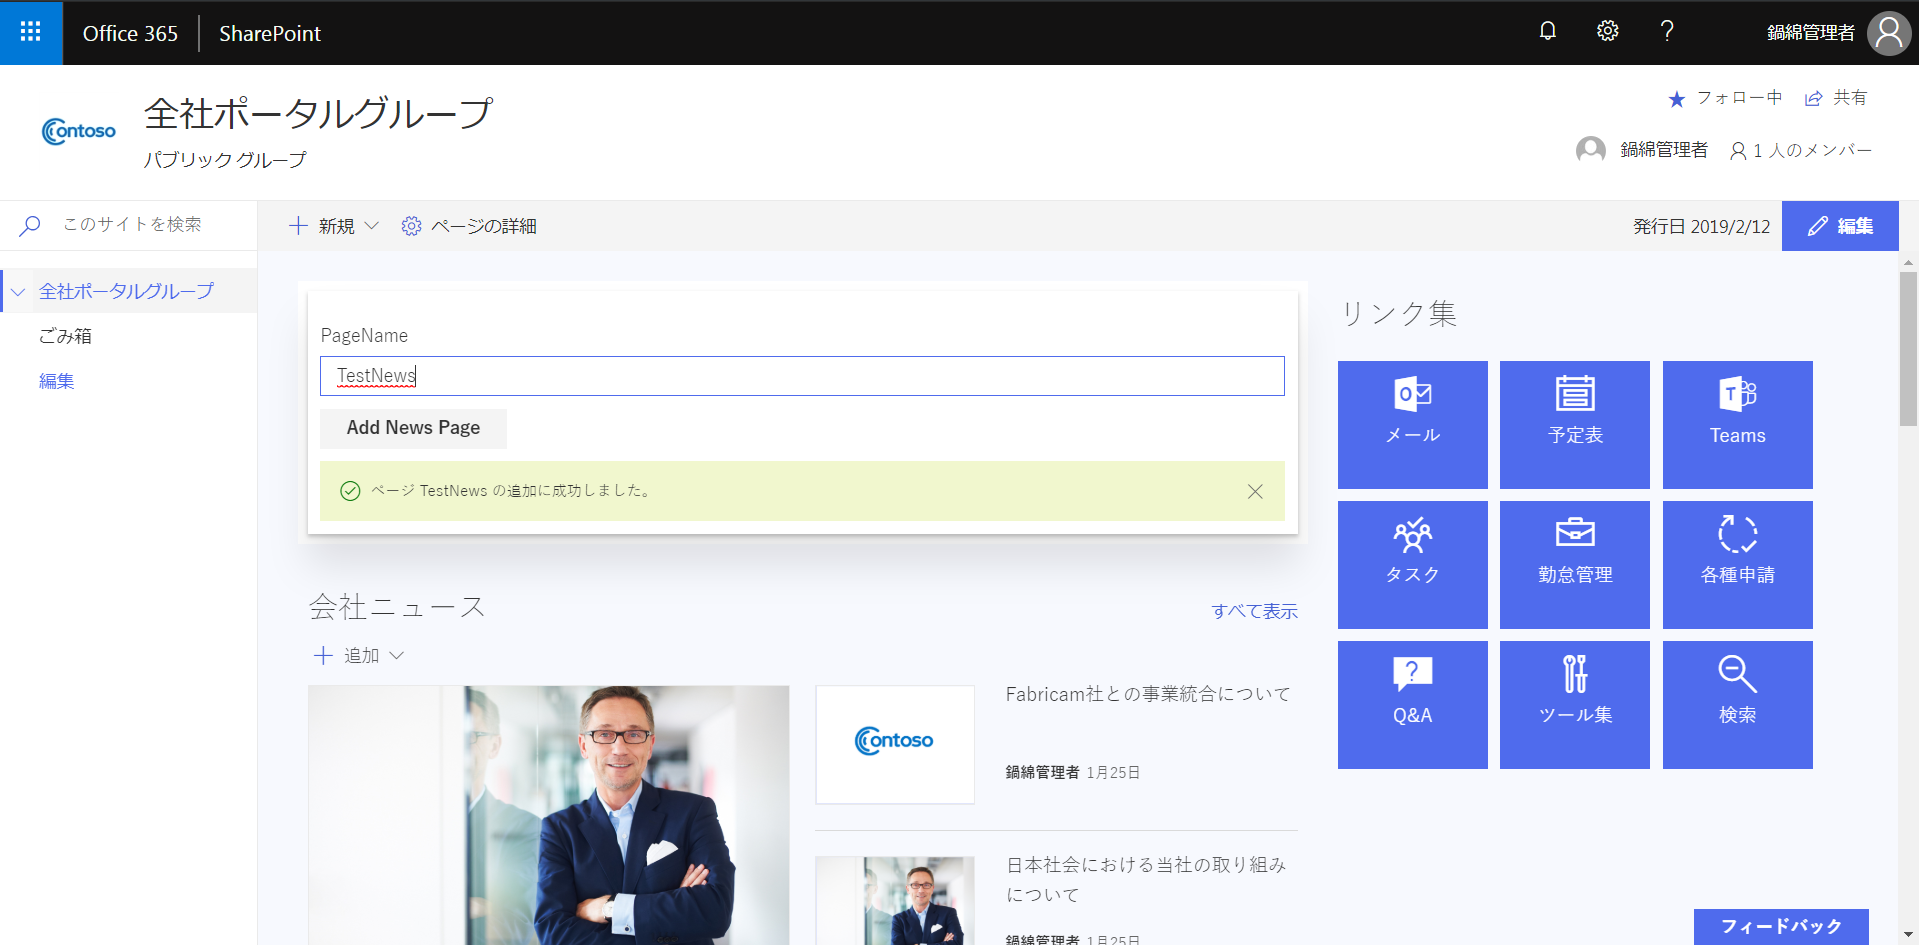 Office 365
SharePoint
鍋綿管理者
Contoso
全社ポータルグループ
パブリック グループ
フォロー中
共有
鍋綿管理者
1 人のメンバー
このサイトを検索
新規
ページの詳細
発行日 2019/2/12
編集
全社ポータルグループ
ごみ箱
編集
PageName
TestNews
Add News Page
ページ TestNews の追加に成功しました。
リンク集
メール
予定表
Teams
タスク
勤怠管理
各種申請
Q&A
ツール集
検索
会社ニュース
すべて表示
追加
Contoso
Fabricam社との事業統合について
鍋綿管理者 1月25日
日本社会における当社の取り組み
について
鍋綿管理者 1月25日
フィードバック